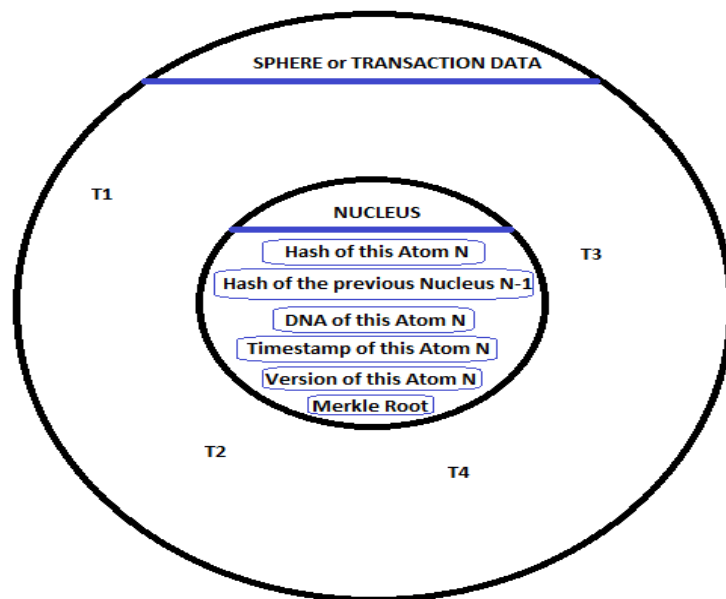 SPHERE or TRANSACTION DATA
T1
NUCLEUS
Hash of this Atom N
T3
Hash of the previous Nucleus N-1
DNA of this Atom N
Timestamp of this Atom N
Version of this Atom N
Merkle Root
T2
T4